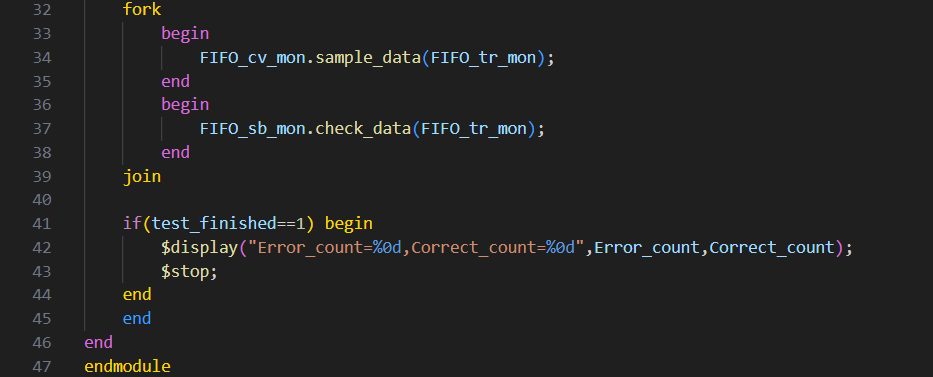 32 fork
33 begin
34 FIFO_cv_mon.sample_data(FIFO_tr_mon);
35 end
36 begin
37 FIFO_sb_mon.check_data(FIFO_tr_mon);
38 end
39 join
40
41 if(test_finished==1) begin
42 $display("Error_count=%0d,Correct_count=%0d",Error_count,Correct_count);
43 $stop;
44 end
45 end
46 end
47 endmodule